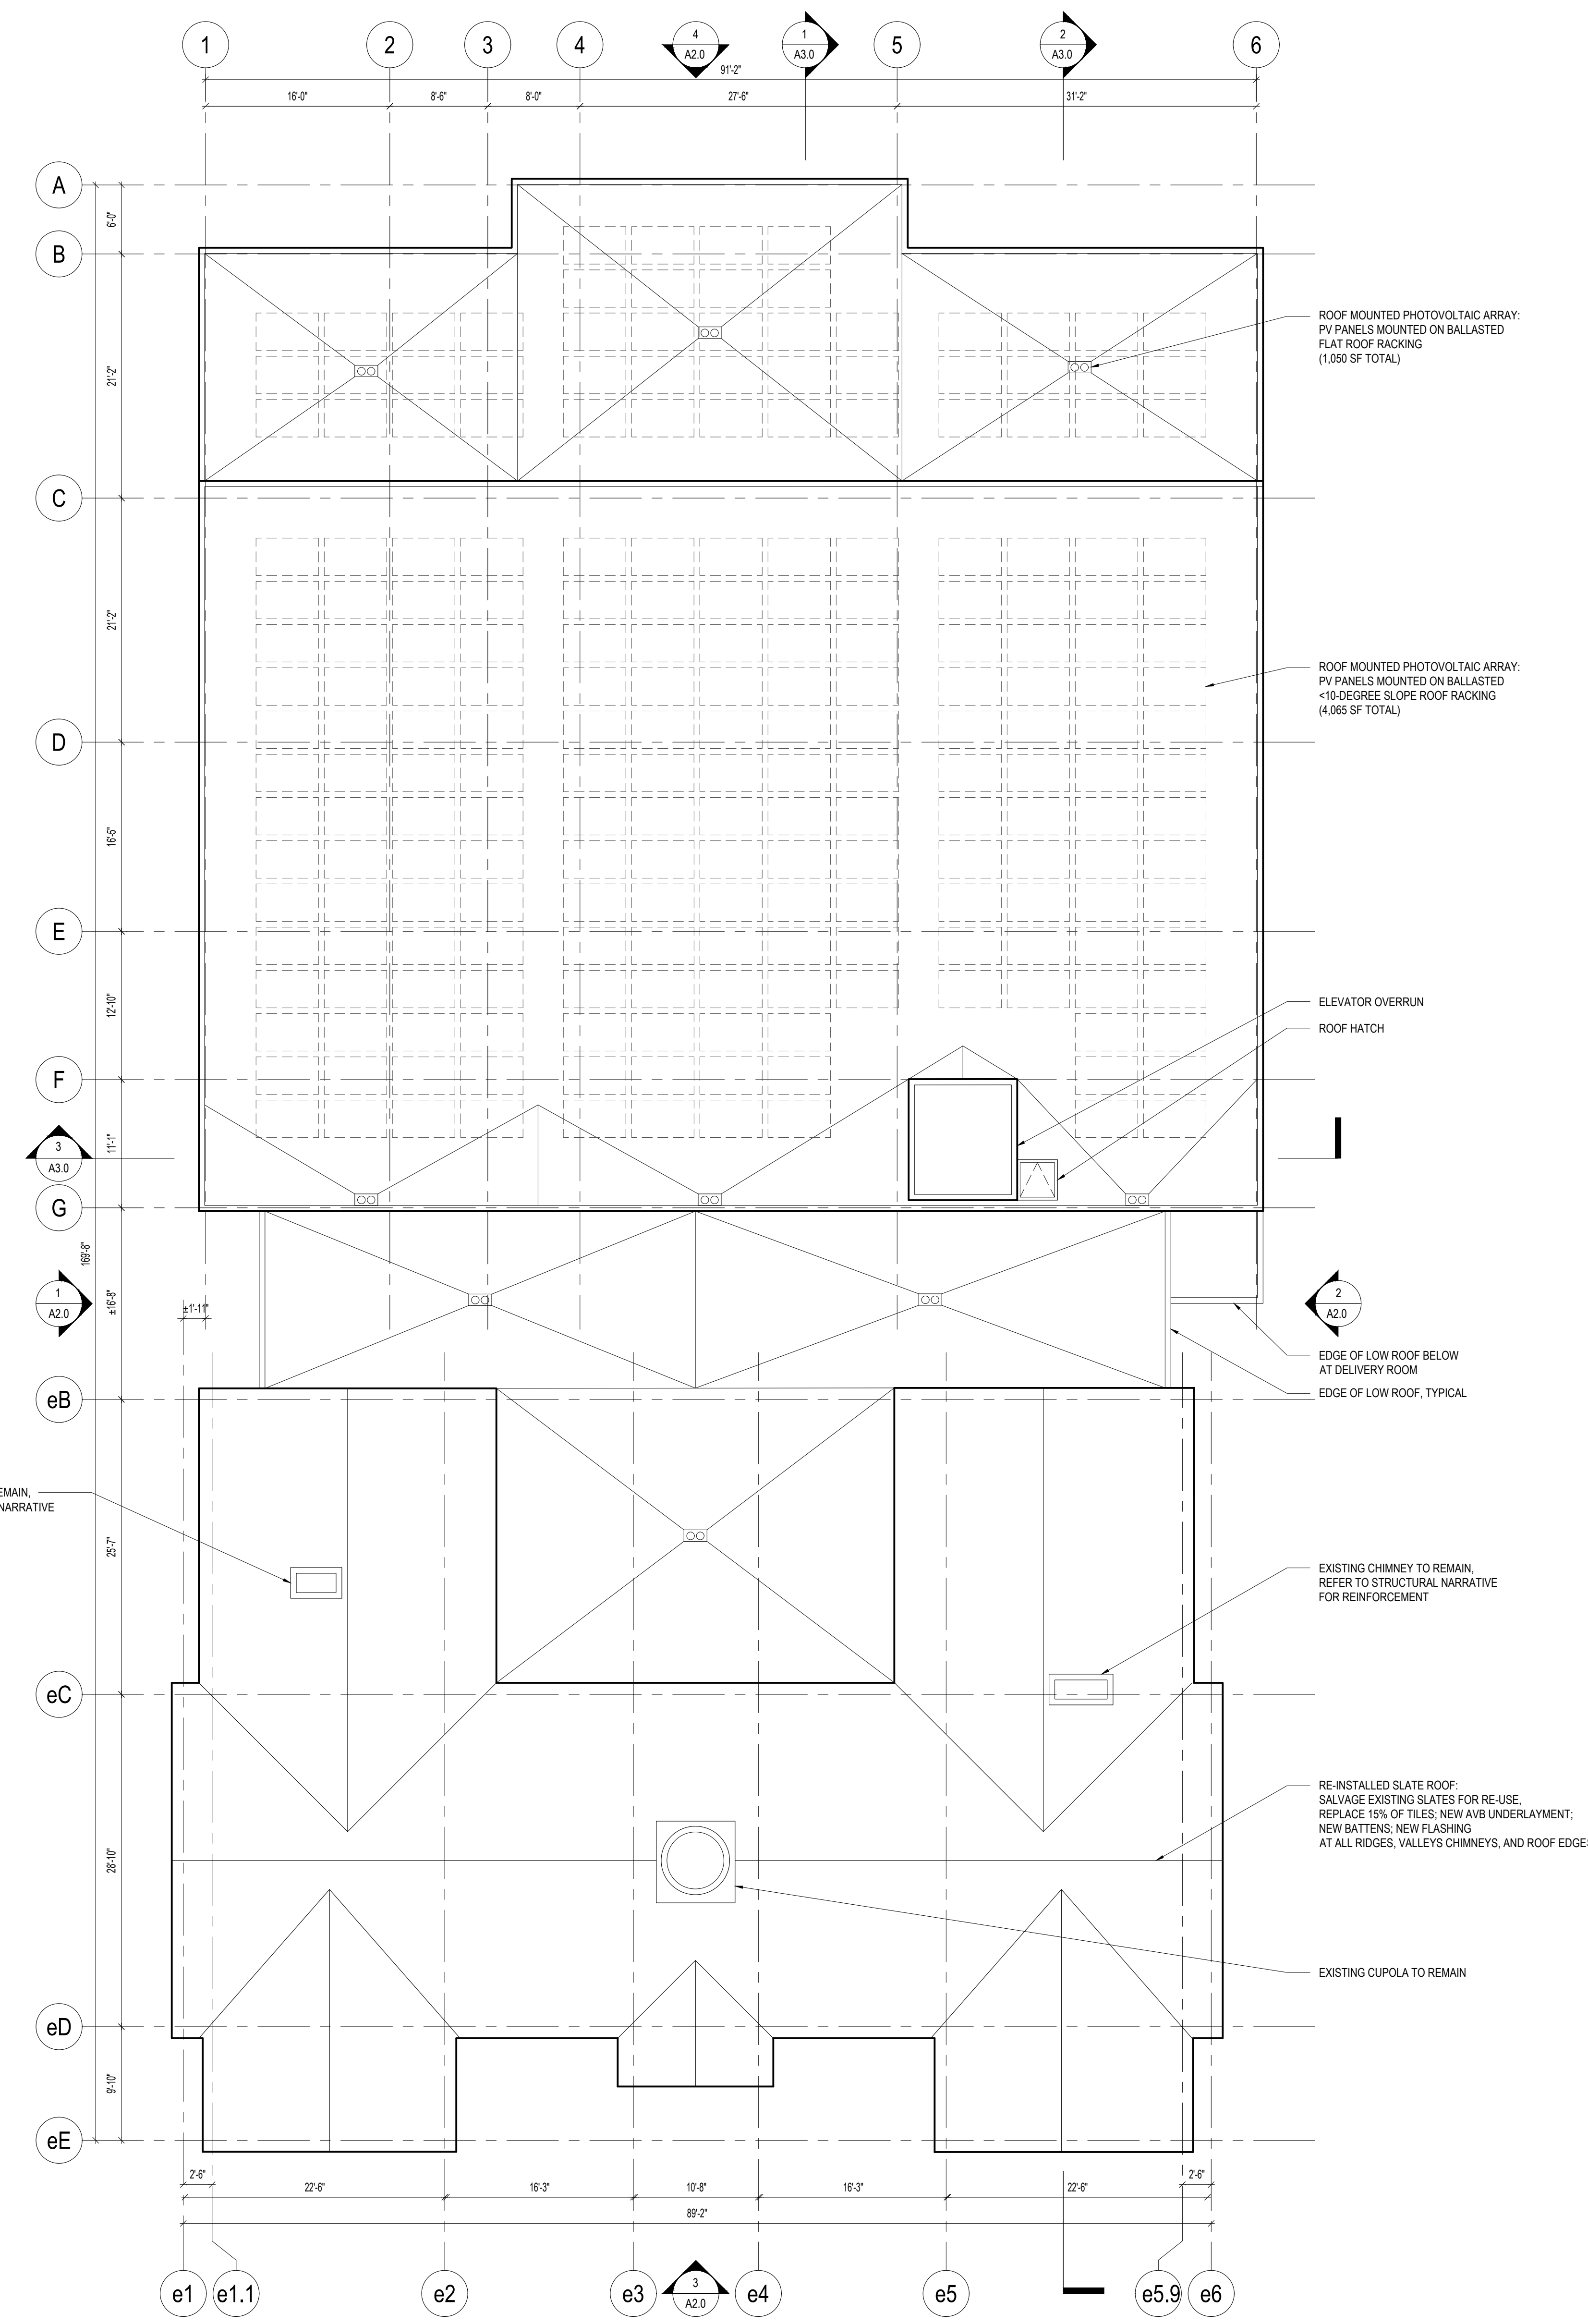 1
2
3
4
4
A2.0
1
A3.0
5
2
A3.0
6
91'-2"
16'-0"
8'-6"
8'-0"
27'-6"
31'-2"
A
6'-0"
B
21'-2"
ROOF MOUNTED PHOTOVOLTAIC ARRAY:
PV PANELS MOUNTED ON BALLASTED
FLAT ROOF RACKING
(1,050 SF TOTAL)
C
21'-2"
ROOF MOUNTED PHOTOVOLTAIC ARRAY:
PV PANELS MOUNTED ON BALLASTED
<10-DEGREE SLOPE ROOF RACKING
(4,065 SF TOTAL)
D
16'-5"
E
12'-10"
ELEVATOR OVERRUN
ROOF HATCH
F
11'-1"
3
A3.0
G
169'-8"
±16'-8"
1
A2.0
±1'-11"
2
A2.0
EDGE OF LOW ROOF BELOW
AT DELIVERY ROOM
EDGE OF LOW ROOF, TYPICAL
eB
EMAIN,
NARRATIVE
25'-7"
EXISTING CHIMNEY TO REMAIN,
REFER TO STRUCTURAL NARRATIVE
FOR REINFORCEMENT
eC
RE-INSTALLED SLATE ROOF:
SALVAGE EXISTING SLATES FOR RE-USE,
REPLACE 15% OF TILES; NEW AVB UNDERLAYMENT;
NEW BATTENS; NEW FLASHING
AT ALL RIDGES, VALLEYS CHIMNEYS, AND ROOF EDGE
28'-10"
EXISTING CUPOLA TO REMAIN
eD
9'-10"
eE
2'-6"
22'-6"
16'-3"
10'-8"
16'-3"
22'-6"
2'-6"
89'-2"
e1
e1.1
e2
e3
3
A2.0
e4
e5
e5.9
e6